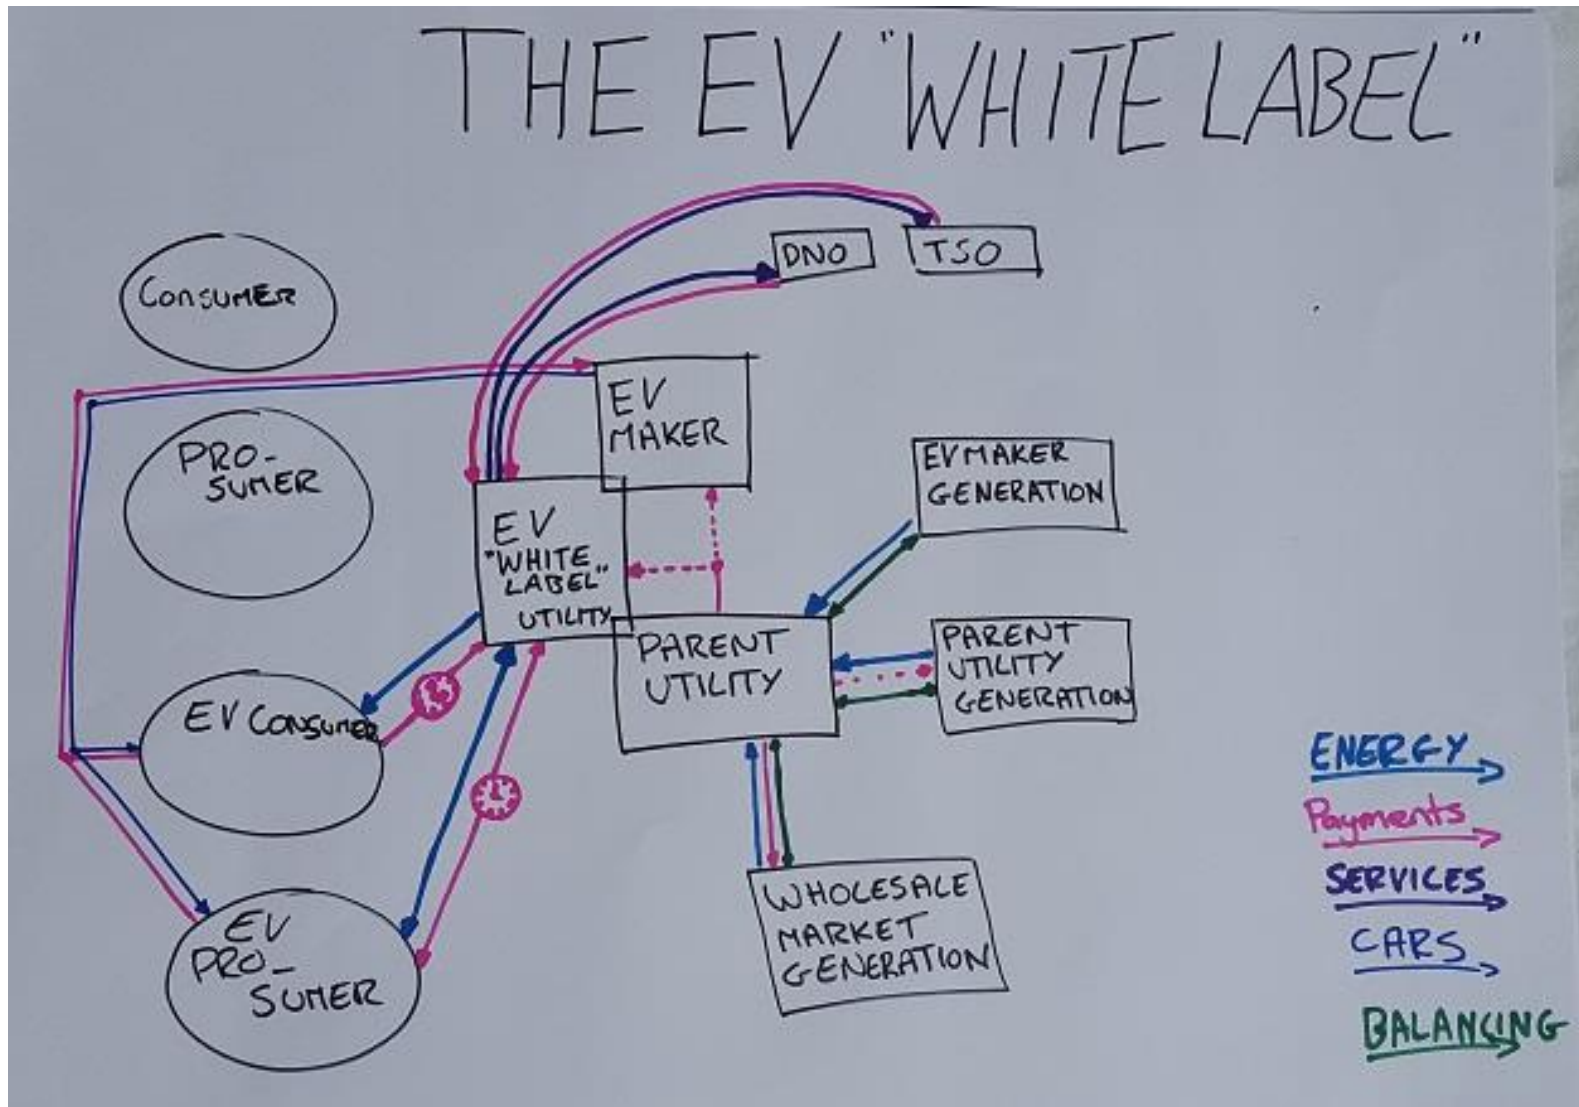 THE EV "WHITE LABEL"
DNO
TSO
ConSUMER
EV
MAKER
PRO-
SUMER
EVMAKER
GENERATION
EV
"WHITE
LABEL"
UTILITY
PARENT
UTILITY
PARENT
UTILITY
GENERATION
EV CONSUMER
ENERGY
Payments
SERVICES
CARS
BALANCING
WHOLESALE
MARKET
GENERATION
EV
PRO-
SUMER